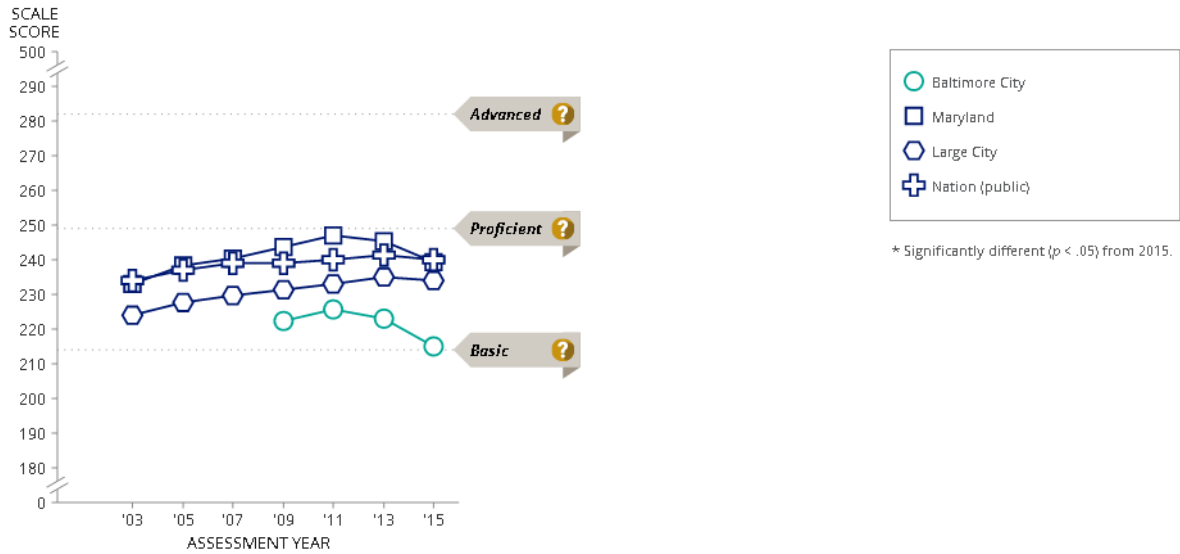 SCALE
SCORE
500
290
Advanced ?
280
270
260
250
Proficient ?
240
230
220
210
Basic ?
200
190
180
0
'03 '05 '07 '09 '11 '13 '15
ASSESSMENT YEAR
Baltimore City
Maryland
Large City
Nation (public)
* Significantly different (p < .05) from 2015.